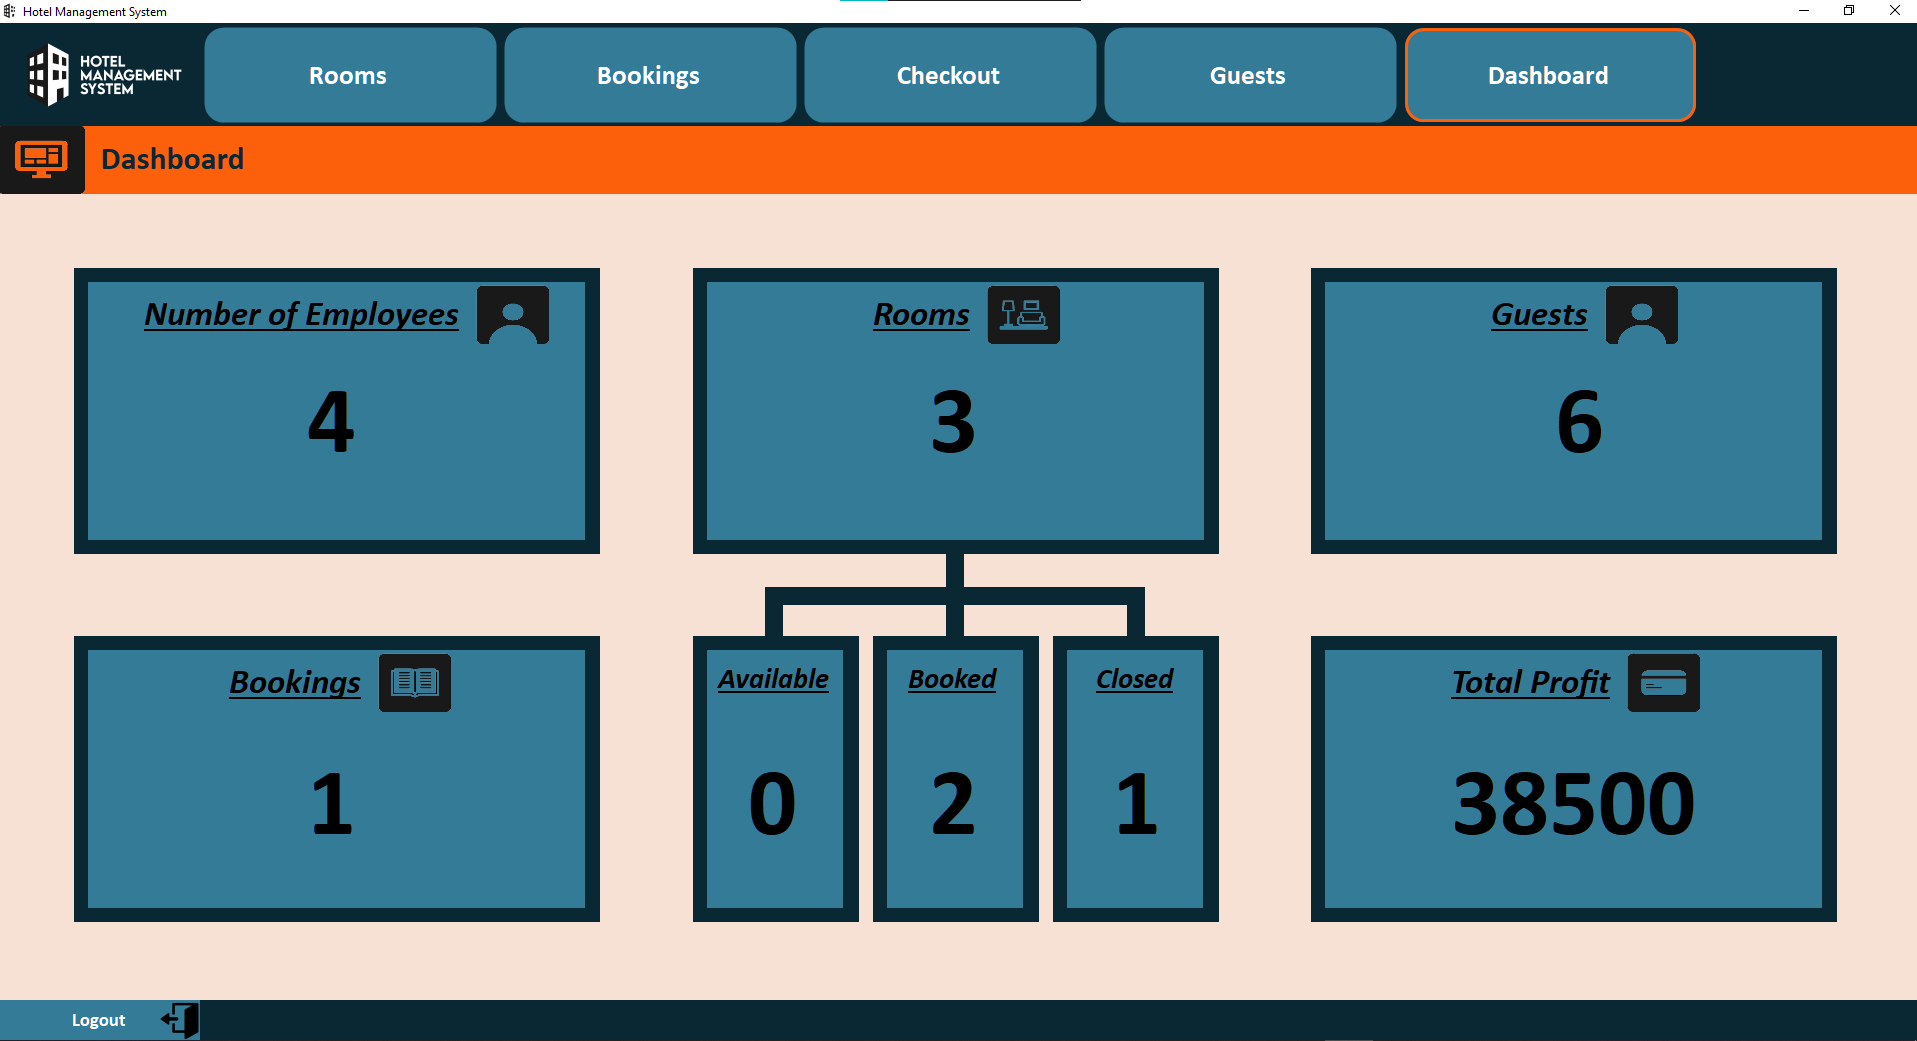 Hotel Management System
HOTEL
MANAGEMENT
SYSTEM
Rooms
Bookings
Checkout
Guests
Dashboard
Dashboard
Number of Employees
4
Rooms
3
Guests
6
Bookings
1
Available
0
Booked
2
Closed
1
Total Profit
38500
Logout